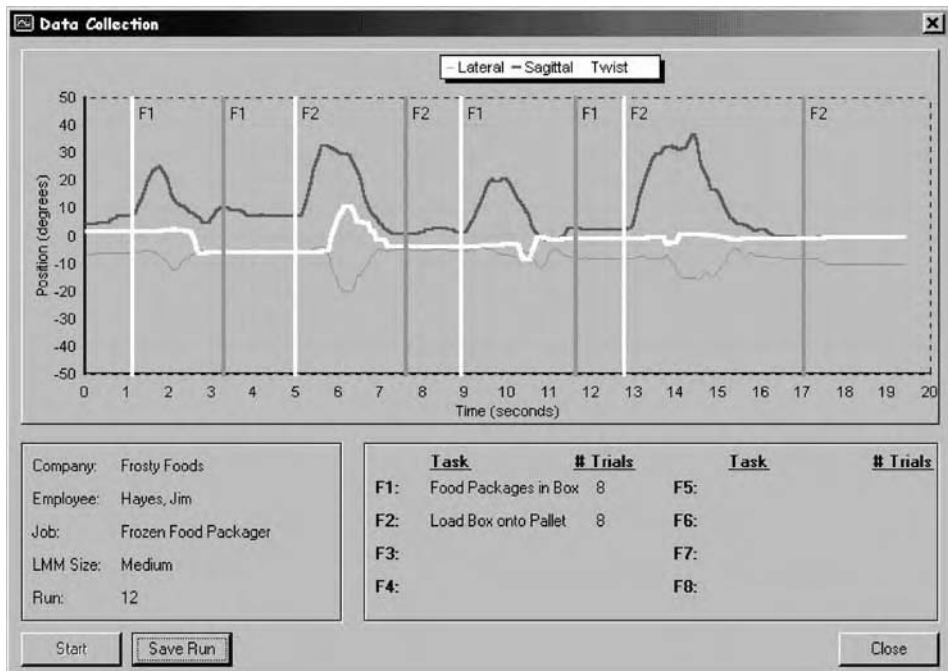 Data Collection
Lateral Sagittal Twist
50
40
30
20
10
0
-10
-20
-30
-40
-50
Position (degrees)
F1 F1 F2 F2 F1 F1 F2 F2
0 1 2 3 4 5 6 7 9 10 11 12 13 14 15 16 17 18 19 20
Time (seconds)
Company: Frosty Foods
Employee: Hayes, Jim
Job: Frozen Food Packager
LMM Size: Medium
Run: 12
Task # Trials Task # Trials
F1: Food Packages in Box 8 F5:
F2: Load Box onto Pallet 8 F6:
F3: F7:
F4: F8:
Start Save Run Close